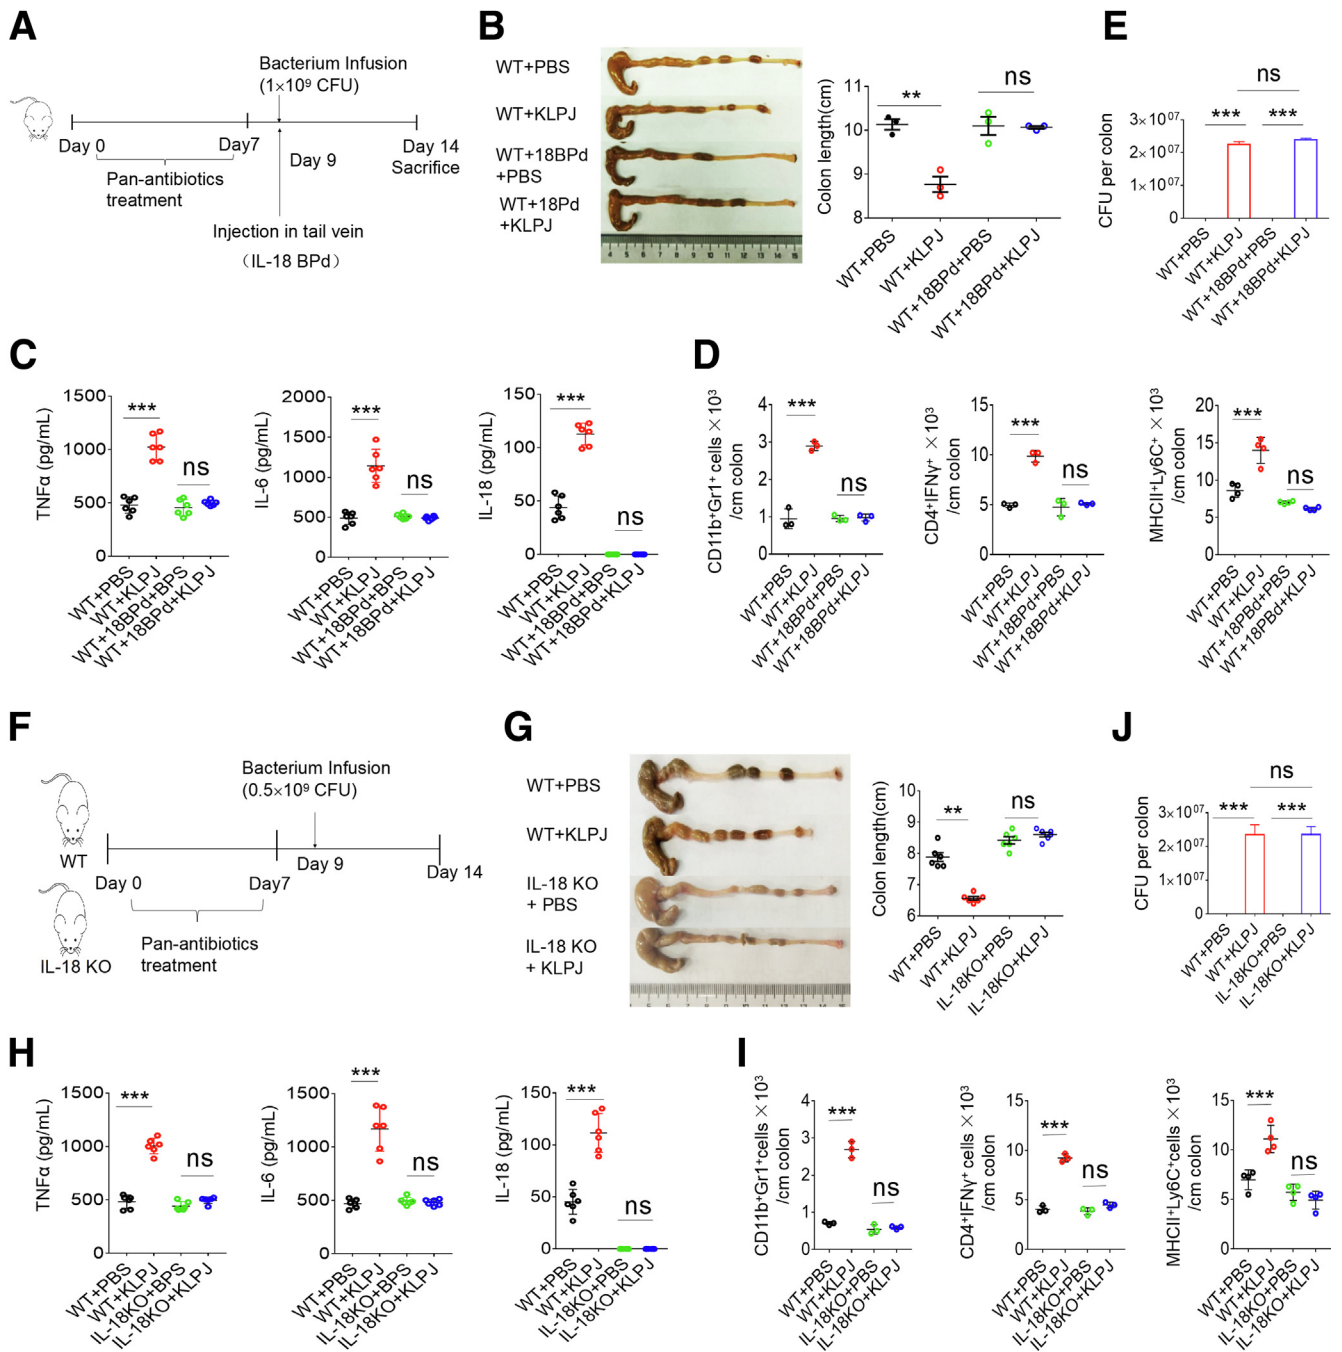 A
Bacterium Infusion
(1×10⁹ CFU)
Day 0
Day7
Day 9
Day 14
Sacrifice
Pan-antibiotics
treatment
Injection in tail vein
(IL-18 BPd)
B
WT+PBS
WT+KLPJ
WT+18BPd
+PBS
WT+18Pd
+KLPJ
4 5 6 7 8 9 10 11 12 13 14 15
Colon length(cm)
11
10
9
8
**
ns
WT+PBS
WT+KLPJ
WT+18BPd+PBS
WT+18BPd+KLPJ
E
CFU per colon
3×10⁰⁷
2×10⁰⁷
1×10⁰⁷
0
ns
***
***
WT+PBS
WT+KLPJ
WT+18BPd+PBS
WT+18BPd+KLPJ
C
TNFα (pg/mL)
1500
1000
500
0
***
ns
WT+PBS
WT+KLPJ
WT+18BPd+BPS
WT+18BPd+KLPJ
IL-6 (pg/mL)
2000
1500
1000
500
0
***
ns
WT+PBS
WT+KLPJ
WT+18BPd+BPS
WT+18BPd+KLPJ
IL-18 (pg/mL)
150
100
50
0
***
ns
WT+PBS
WT+KLPJ
WT+18BPd+BPS
WT+18BPd+KLPJ
D
CD11b⁺Gr1⁺ cells × 10³
/cm colon
4
3
2
1
0
***
ns
WT+PBS
WT+KLPJ
WT+18BPd+PBS
WT+18BPd+KLPJ
CD4⁺IFNγ⁺ × 10³
/cm colon
15
10
5
0
***
ns
WT+PBS
WT+KLPJ
WT+18BPd+PBS
WT+18BPd+KLPJ
MHCII⁺Ly6C⁺ × 10³
/cm colon
20
15
10
5
0
***
ns
WT+PBS
WT+KLPJ
WT+18PBd+PBS
WT+18PBd+KLPJ
F
WT
IL-18 KO
Bacterium Infusion
(0.5×10⁹ CFU)
Day 0
Day7
Day 9
Day 14
Pan-antibiotics
treatment
G
WT+PBS
WT+KLPJ
IL-18 KO
+ PBS
IL-18 KO
+ KLPJ
Colon length(cm)
10
9
8
7
6
**
ns
WT+PBS
WT+KLPJ
IL-18KO+PBS
IL-18KO+KLPJ
J
CFU per colon
3×10⁰⁷
2×10⁰⁷
1×10⁰⁷
0
ns
***
***
WT+PBS
WT+KLPJ
IL-18KO+PBS
IL-18KO+KLPJ
H
TNFα (pg/mL)
1500
1000
500
0
***
ns
WT+PBS
WT+KLPJ
IL-18KO+BPS
IL-18KO+KLPJ
IL-6 (pg/mL)
1500
1000
500
0
***
ns
WT+PBS
WT+KLPJ
IL-18KO+BPS
IL-18KO+KLPJ
IL-18 (pg/mL)
150
100
50
0
***
ns
WT+PBS
WT+KLPJ
IL-18KO+PBS
IL-18KO+KLPJ
I
CD11b⁺Gr1⁺cells × 10³
/cm colon
4
3
2
1
0
***
ns
WT+PBS
WT+KLPJ
IL-18KO+PBS
IL-18KO+KLPJ
CD4⁺IFNγ⁺ cells × 10³
/cm colon
15
10
5
0
***
ns
WT+PBS
WT+KLPJ
IL-18KO+PBS
IL-18KO+KLPJ
MHCII⁺Ly6C⁺cells × 10³
/cm colon
15
10
5
0
***
ns
WT+PBS
WT+KLPJ
IL-18KO+PBS
IL-18KO+KLPJ